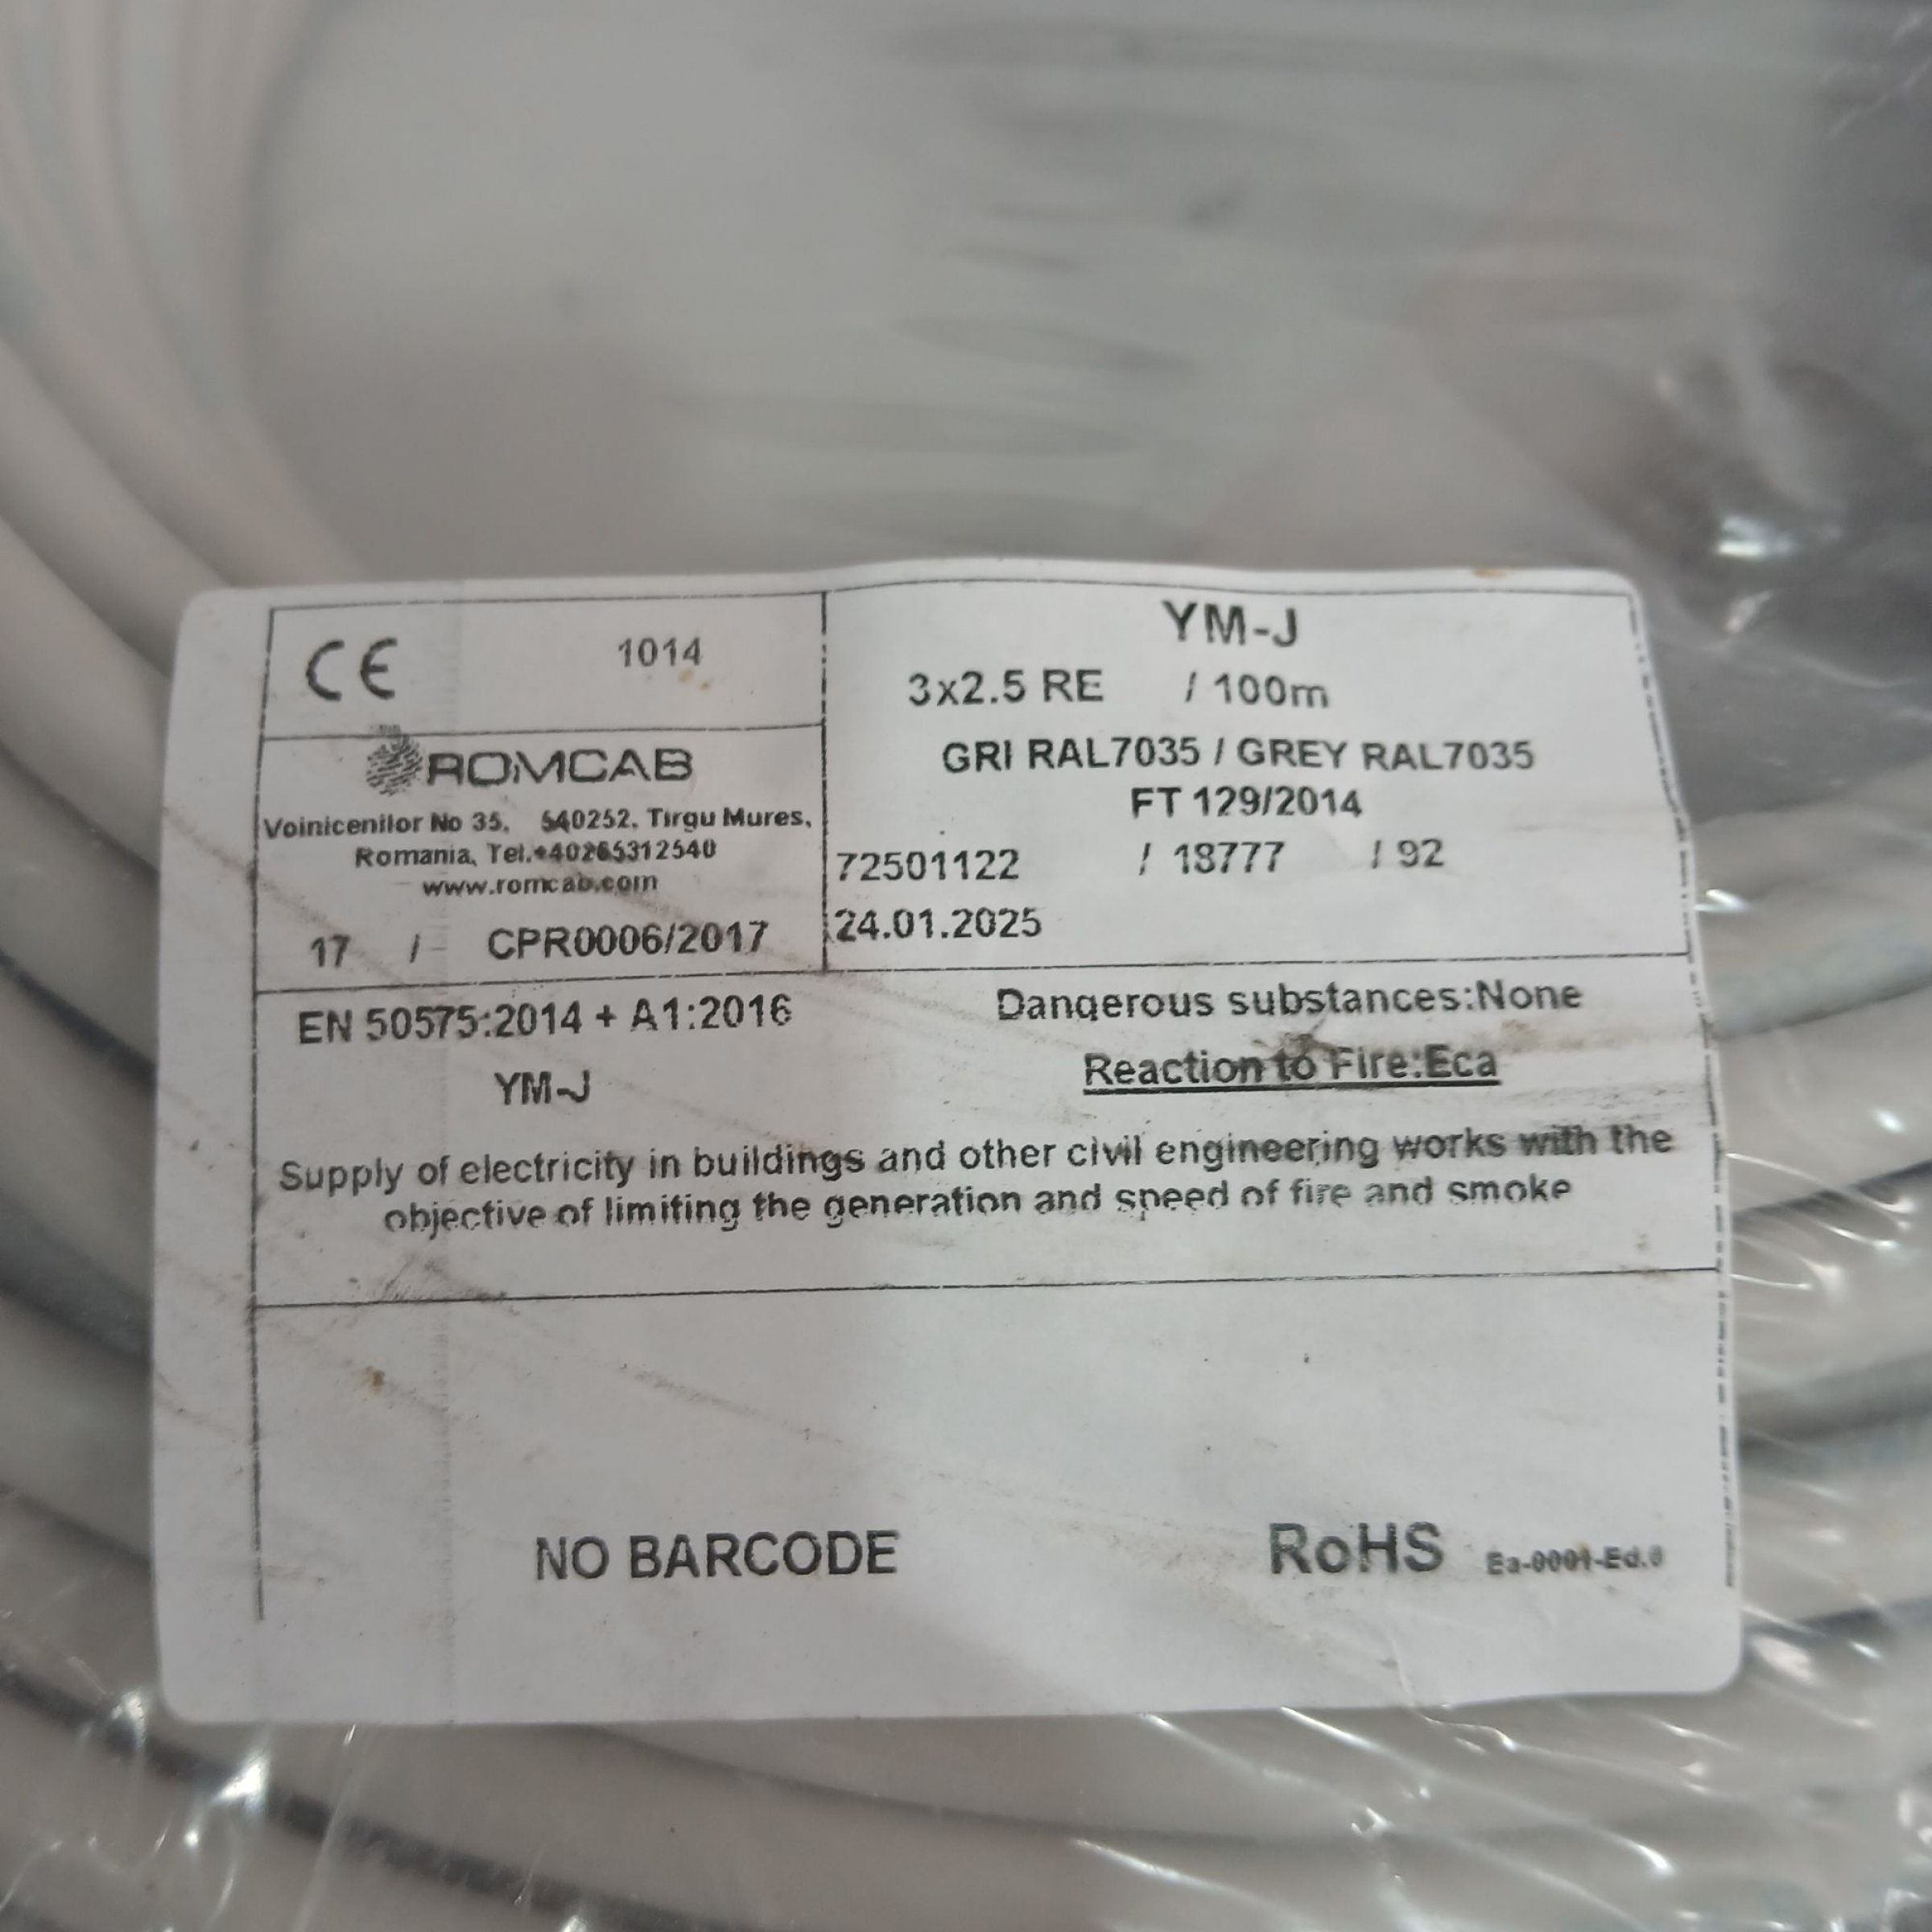 CE 1014
ROMCAB
Voinicenilor No 35, 540252, Tirgu Mures,
Romania, Tel.+40265312540
www.romcab.com
17 / CPR0006/2017
YM-J
3x2.5 RE / 100m
GRI RAL7035 / GREY RAL7035
FT 129/2014
72501122 / 18777 / 92
24.01.2025
EN 50575:2014 + A1:2016
YM-J
Dangerous substances:None
Reaction to Fire:Eca
Supply of electricity in buildings and other civil engineering works with the
objective of limiting the generation and speed of fire and smoke
NO BARCODE
RoHS